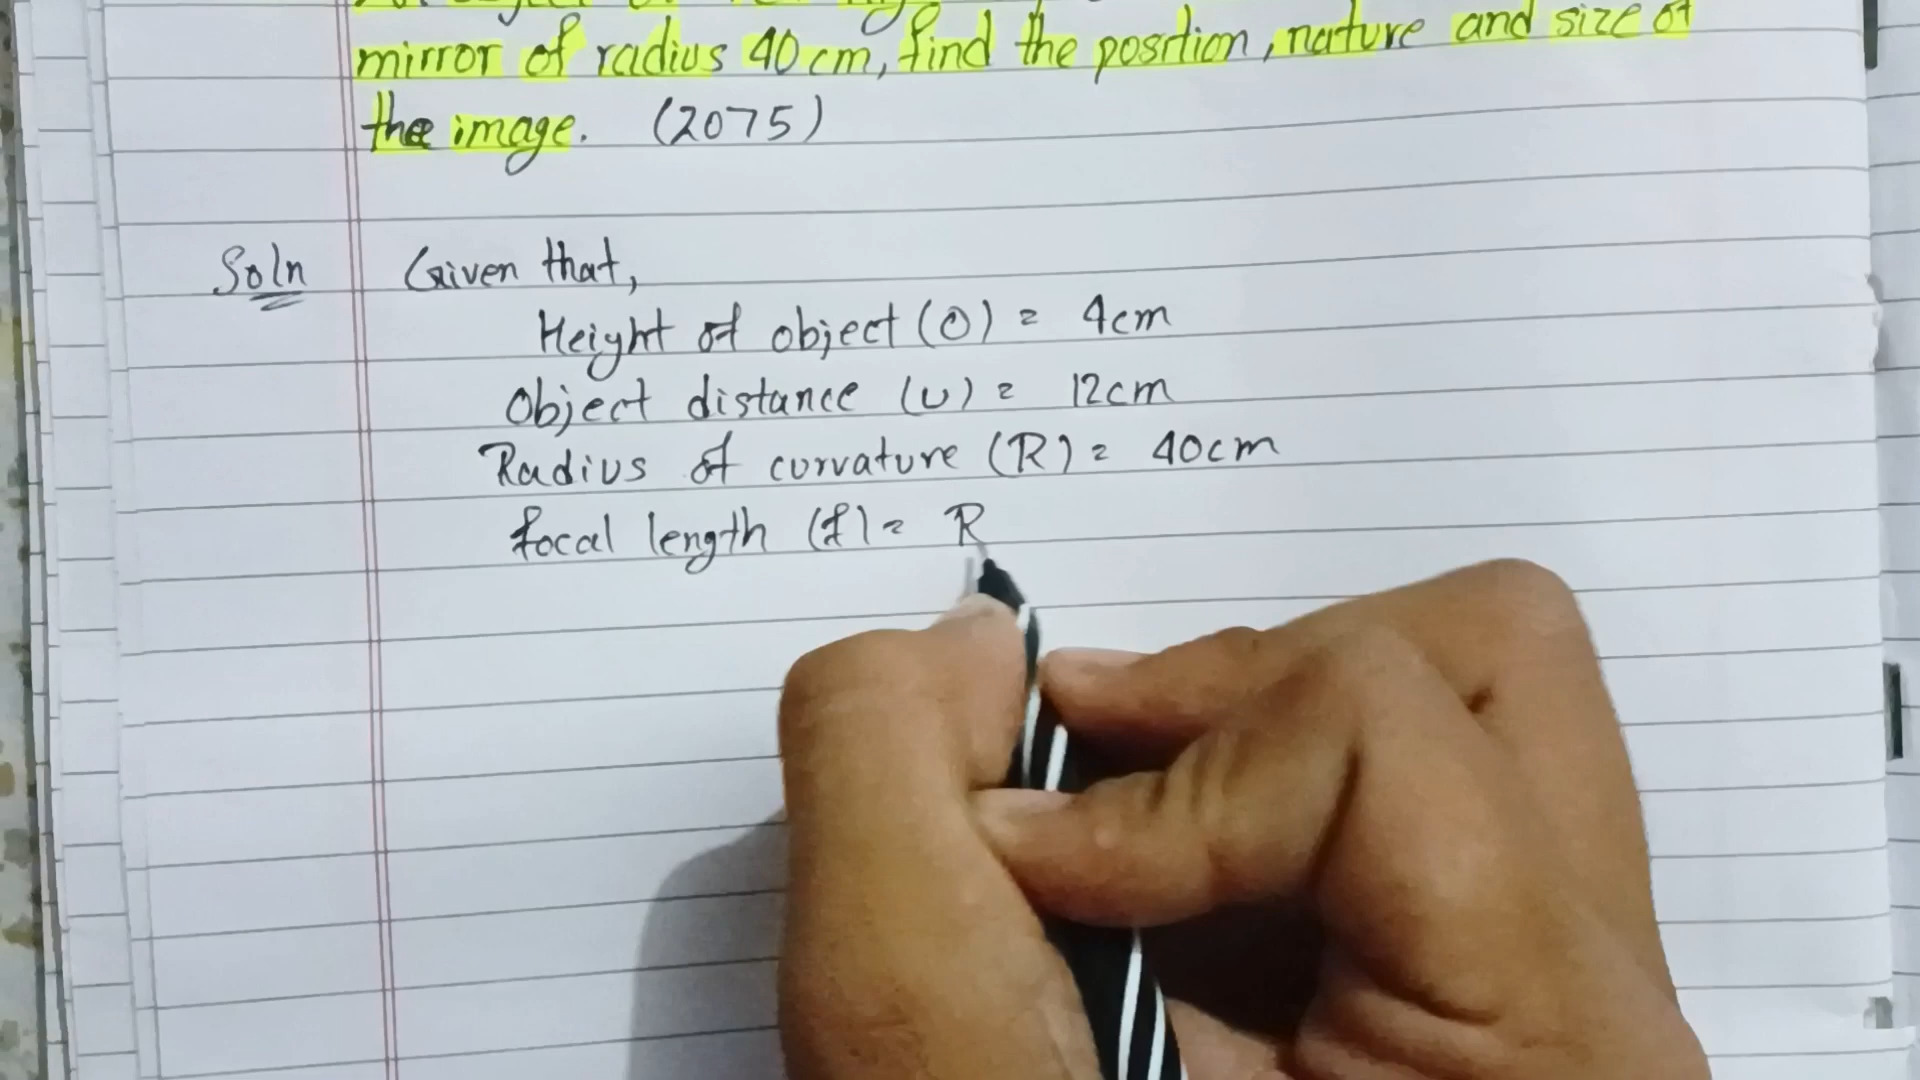 mirror of radius 40 cm, find the position, nature and size of
the image. (2075)
Soln Given that,
Height of object (O) = 4cm
Object distance (u) = 12cm
Radius of curvature (R) = 40cm
focal length (f) = R